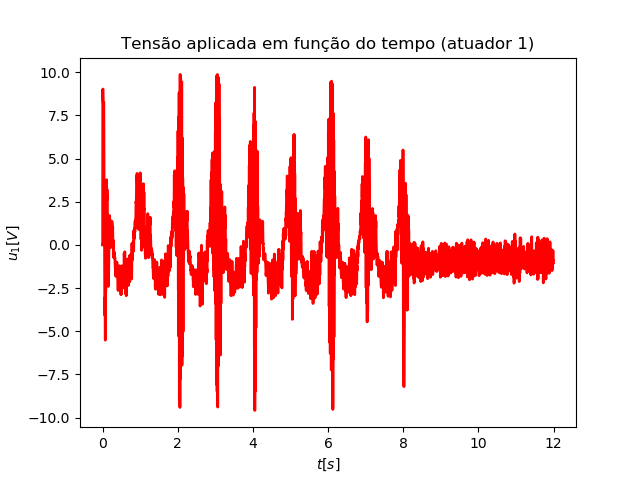 Tensão aplicada em função do tempo (atuador 1)
10.0
7.5
5.0
2.5
0.0
−2.5
−5.0
−7.5
−10.0
u₁[V]
0 2 4 6 8 10 12
t[s]